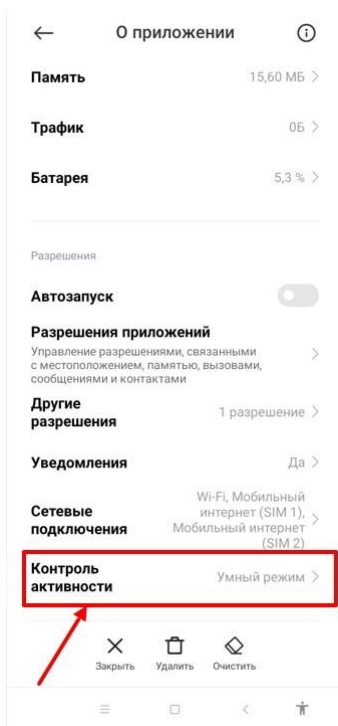 О приложении
Память 15,60 МБ
Трафик 0Б
Батарея 5,3 %
Разрешения
Автозапуск
Разрешения приложений
Управление разрешениями, связанными
с местоположением, памятью, вызовами,
сообщениями и контактами
Другие
разрешения
1 разрешение
Уведомления Да
Сетевые
подключения
Wi-Fi, Мобильный
интернет (SIM 1),
Мобильный интернет
(SIM 2)
Контроль
активности
Умный режим
Закрыть Удалить Очистить